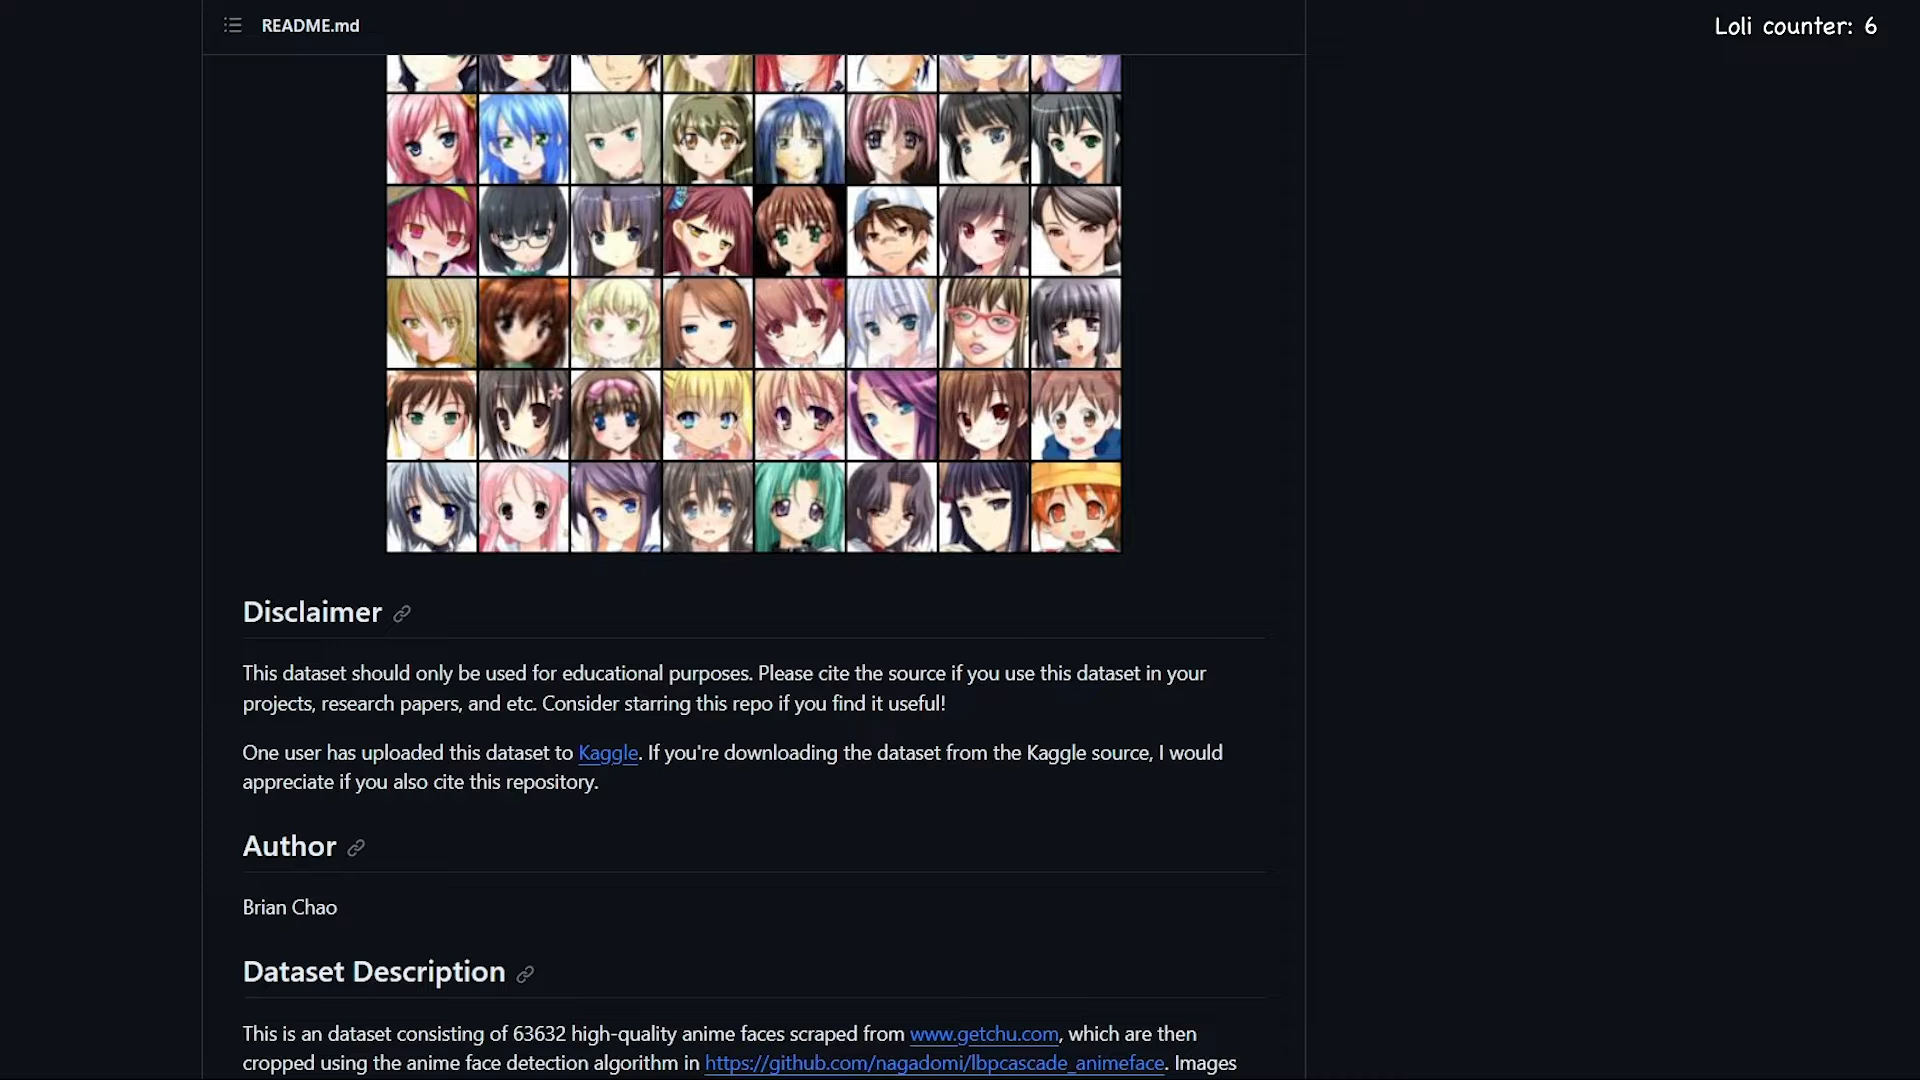 README.md
Loli counter: 6
Disclaimer
This dataset should only be used for educational purposes. Please cite the source if you use this dataset in your
projects, research papers, and etc. Consider starring this repo if you find it useful!
One user has uploaded this dataset to Kaggle. If you're downloading the dataset from the Kaggle source, I would
appreciate if you also cite this repository.
Author
Brian Chao
Dataset Description
This is an dataset consisting of 63632 high-quality anime faces scraped from www.getchu.com, which are then
cropped using the anime face detection algorithm in https://github.com/nagadomi/lbpcascade_animeface. Images